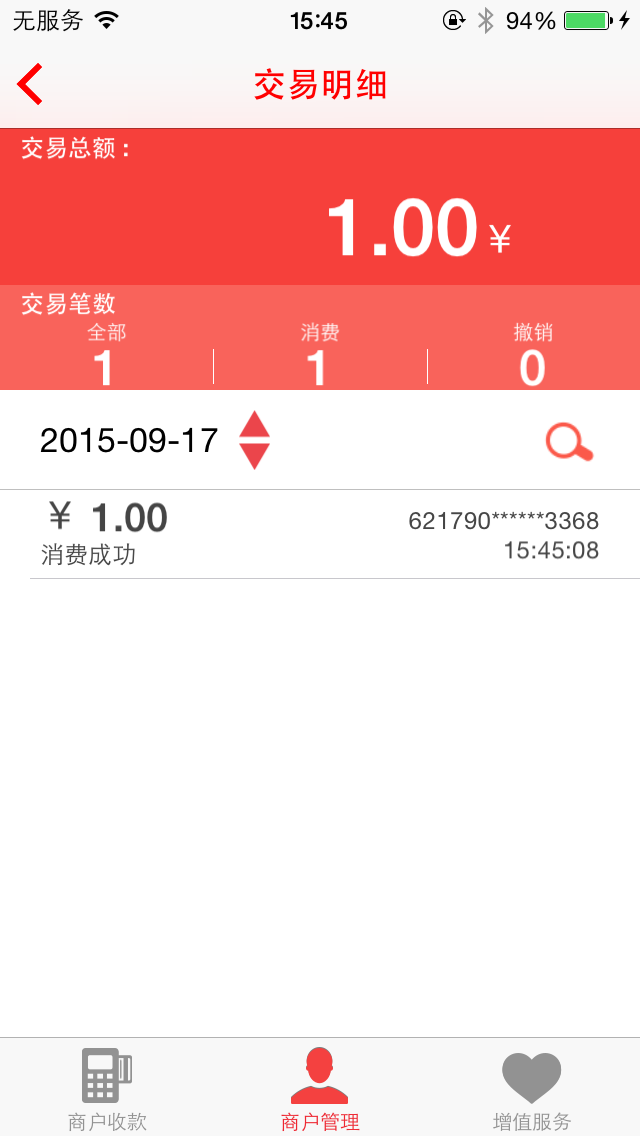 无服务 15:45 94%
交易明细
交易总额：
1.00 ¥
交易笔数
全部 消费 撤销
1 1 0
2015-09-17
¥ 1.00 621790******3368
消费成功 15:45:08
商户收款 商户管理 增值服务